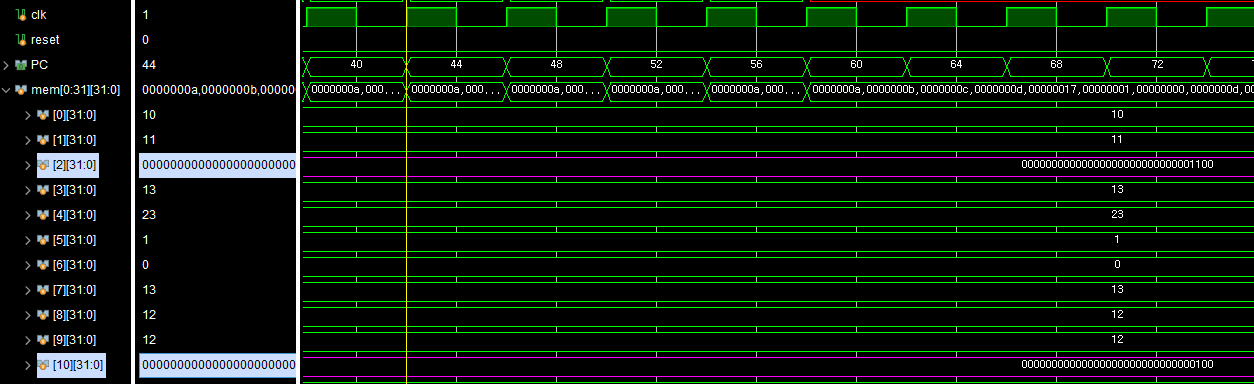 clk 1
reset 0
PC 44 40 44 48 52 56 60 64 68 72
mem[0:31][31:0] 0000000a,0000000b,00000 0000000a,000... 0000000a,000... 0000000a,000... 0000000a,000... 0000000a,000... 0000000a,0000000b,0000000c,0000000d,00000017,00000001,00000000,0000000d,00
[0][31:0] 10 10
[1][31:0] 11 11
[2][31:0] 00000000000000000000000 00000000000000000000000000001100
[3][31:0] 13 13
[4][31:0] 23 23
[5][31:0] 1 1
[6][31:0] 0 0
[7][31:0] 13 13
[8][31:0] 12 12
[9][31:0] 12 12
[10][31:0] 00000000000000000000000 00000000000000000000000000000100